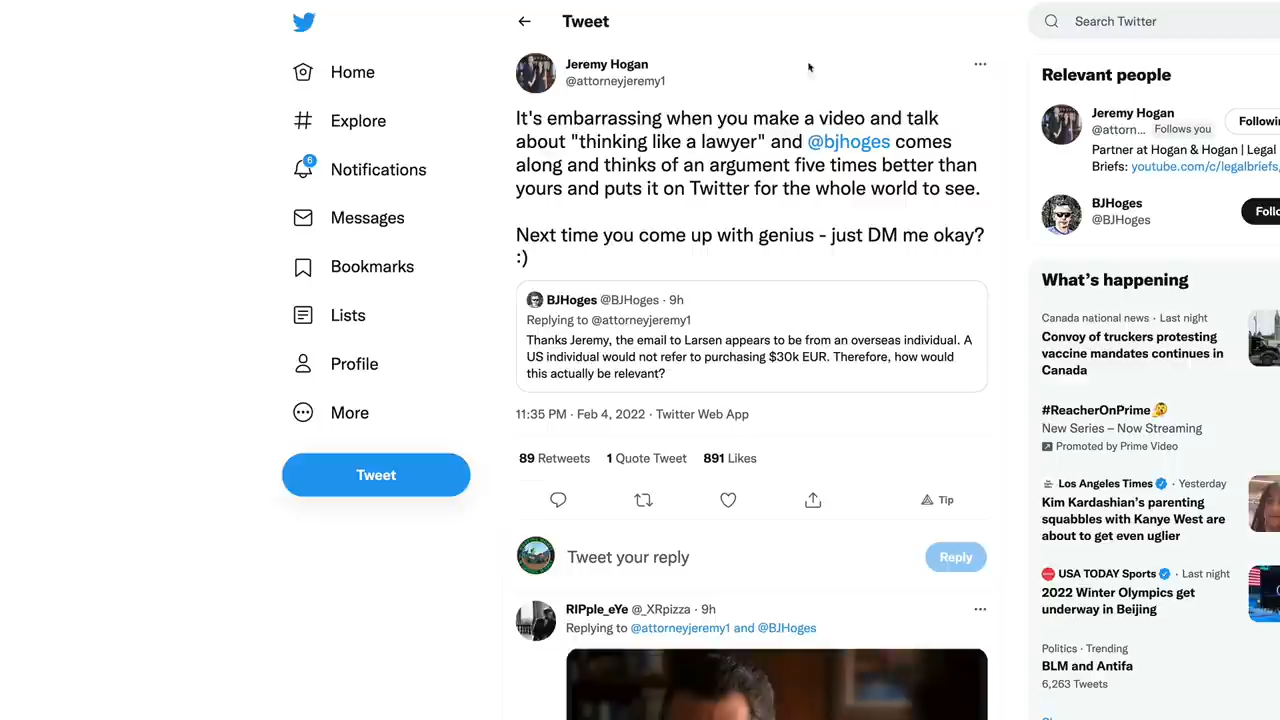 Home
Explore
6
Notifications
Messages
Bookmarks
Lists
Profile
More
Tweet
Tweet
Jeremy Hogan
@attorneyjeremy1
It's embarrassing when you make a video and talk
about "thinking like a lawyer" and @bjhoges comes
along and thinks of an argument five times better than
yours and puts it on Twitter for the whole world to see.
Next time you come up with genius - just DM me okay?
:)
BJHoges @BJHoges · 9h
Replying to @attorneyjeremy1
Thanks Jeremy, the email to Larsen appears to be from an overseas individual. A
US individual would not refer to purchasing $30k EUR. Therefore, how would
this actually be relevant?
11:35 PM · Feb 4, 2022 · Twitter Web App
89 Retweets 1 Quote Tweet 891 Likes
Tip
Tweet your reply
Reply
RIPple_eYe @_XRpizza · 9h
Replying to @attorneyjeremy1 and @BJHoges
Search Twitter
Relevant people
Jeremy Hogan
@attorn... Follows you
Followin
Partner at Hogan & Hogan | Legal
Briefs: youtube.com/c/legalbriefs,
BJHoges
@BJHoges
Follo
What's happening
Canada national news · Last night
Convoy of truckers protesting
vaccine mandates continues in
Canada
#ReacherOnPrime
New Series – Now Streaming
Promoted by Prime Video
Los Angeles Times · Yesterday
Kim Kardashian's parenting
squabbles with Kanye West are
about to get even uglier
USA TODAY Sports · Last night
2022 Winter Olympics get
underway in Beijing
Politics · Trending
BLM and Antifa
6,263 Tweets